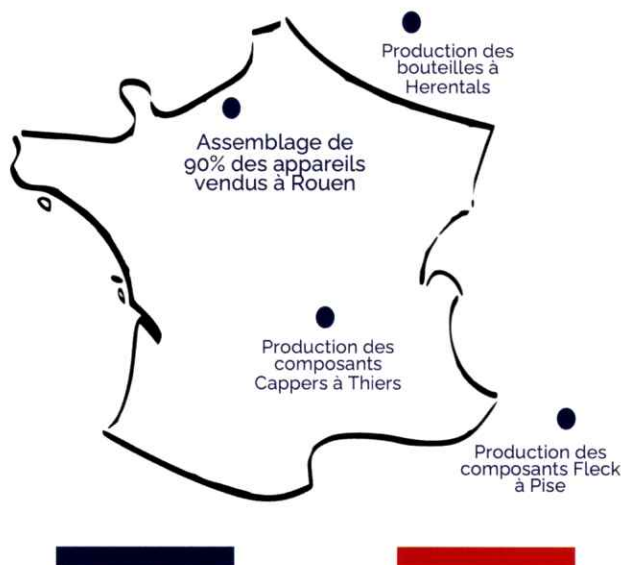 Production des
bouteilles à
Herentals
Assemblage de
90% des appareils
vendus à Rouen
Production des
composants
Cappers à Thiers
Production des
composants Fleck
à Pise